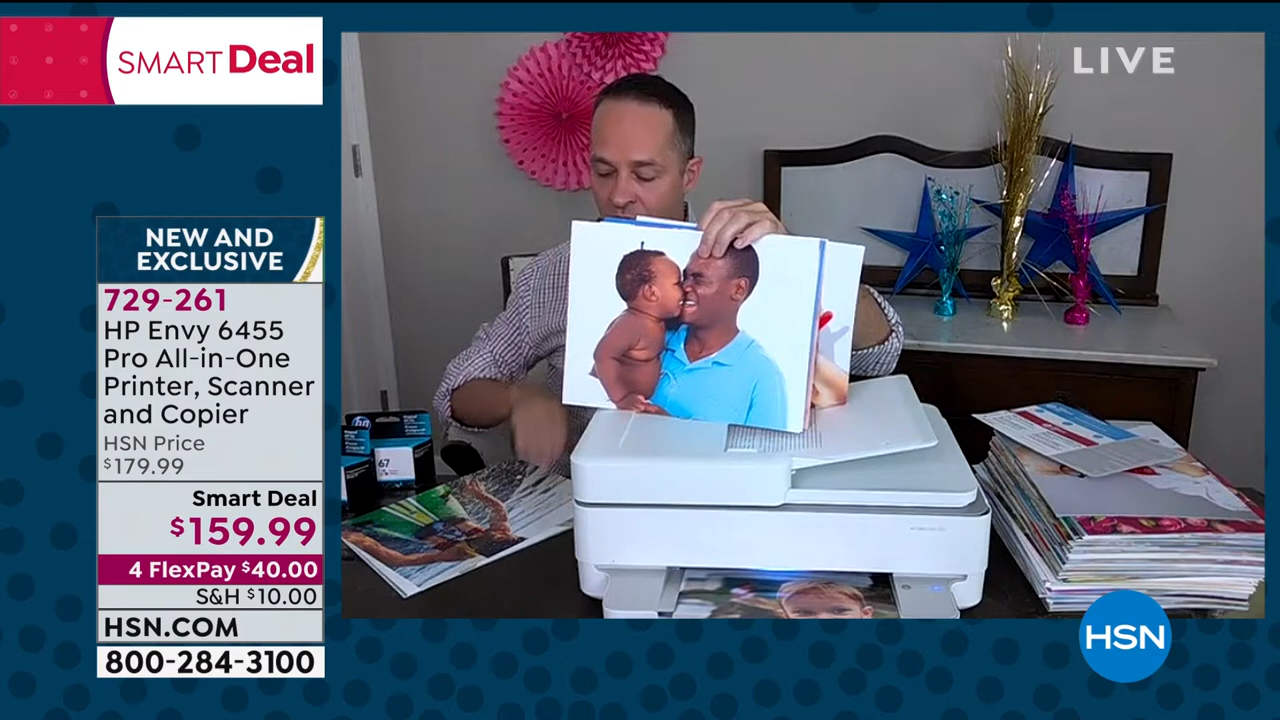 SMART Deal
LIVE
NEW AND
EXCLUSIVE
729-261
HP Envy 6455
Pro All-in-One
Printer, Scanner
and Copier
HSN Price
$179.99
Smart Deal
$159.99
4 FlexPay $40.00
S&H $10.00
HSN.COM
800-284-3100
hp
67
HSN